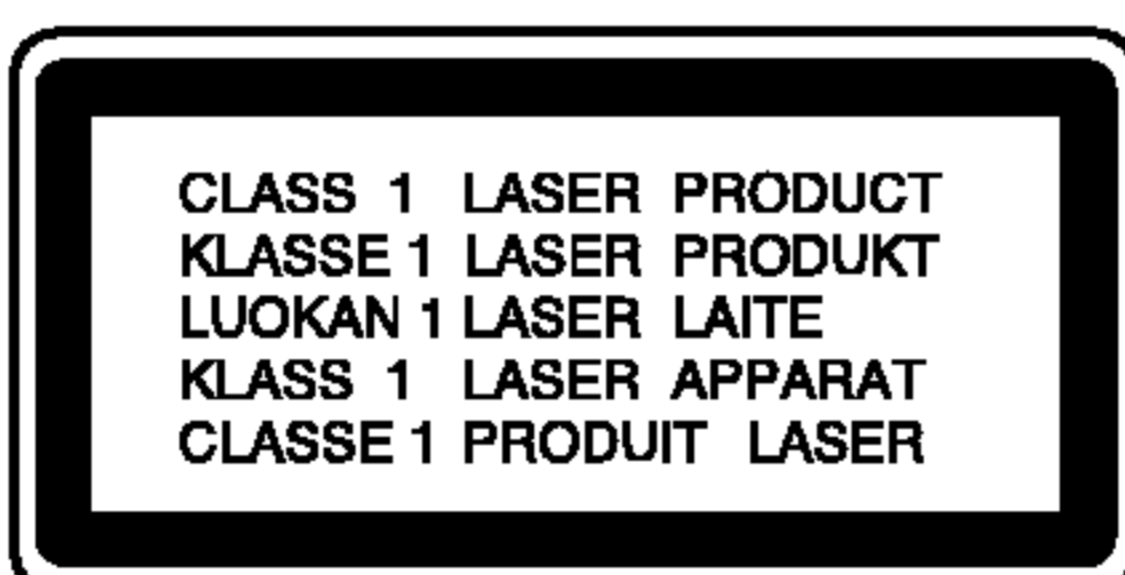 CLASS 1 LASER PRODUCT
KLASSE 1 LASER PRODUKT
LUOKAN 1 LASER LAITE
KLASS 1 LASER APPARAT
CLASSE 1 PRODUIT LASER